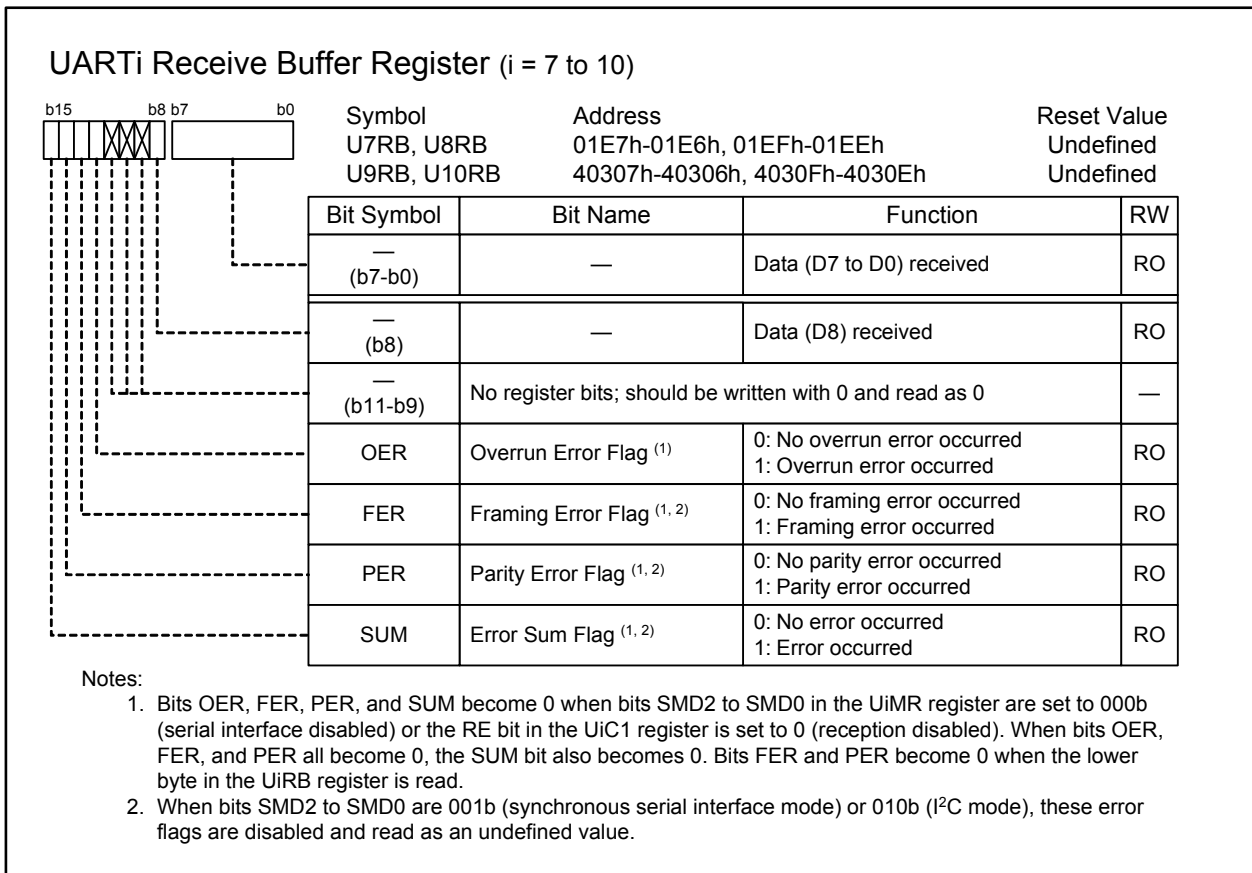 UARTi Receive Buffer Register (i = 7 to 10)
b15 b8 b7 b0
Symbol Address Reset Value
U7RB, U8RB 01E7h-01E6h, 01EFh-01EEh Undefined
U9RB, U10RB 40307h-40306h, 4030Fh-4030Eh Undefined
Bit Symbol Bit Name Function RW
—
(b7-b0) — Data (D7 to D0) received RO
—
(b8) — Data (D8) received RO
—
(b11-b9) No register bits; should be written with 0 and read as 0 —
OER Overrun Error Flag (1) 0: No overrun error occurred
1: Overrun error occurred RO
FER Framing Error Flag (1, 2) 0: No framing error occurred
1: Framing error occurred RO
PER Parity Error Flag (1, 2) 0: No parity error occurred
1: Parity error occurred RO
SUM Error Sum Flag (1, 2) 0: No error occurred
1: Error occurred RO
Notes:
1. Bits OER, FER, PER, and SUM become 0 when bits SMD2 to SMD0 in the UiMR register are set to 000b
(serial interface disabled) or the RE bit in the UiC1 register is set to 0 (reception disabled). When bits OER,
FER, and PER all become 0, the SUM bit also becomes 0. Bits FER and PER become 0 when the lower
byte in the UiRB register is read.
2. When bits SMD2 to SMD0 are 001b (synchronous serial interface mode) or 010b (I²C mode), these error
flags are disabled and read as an undefined value.